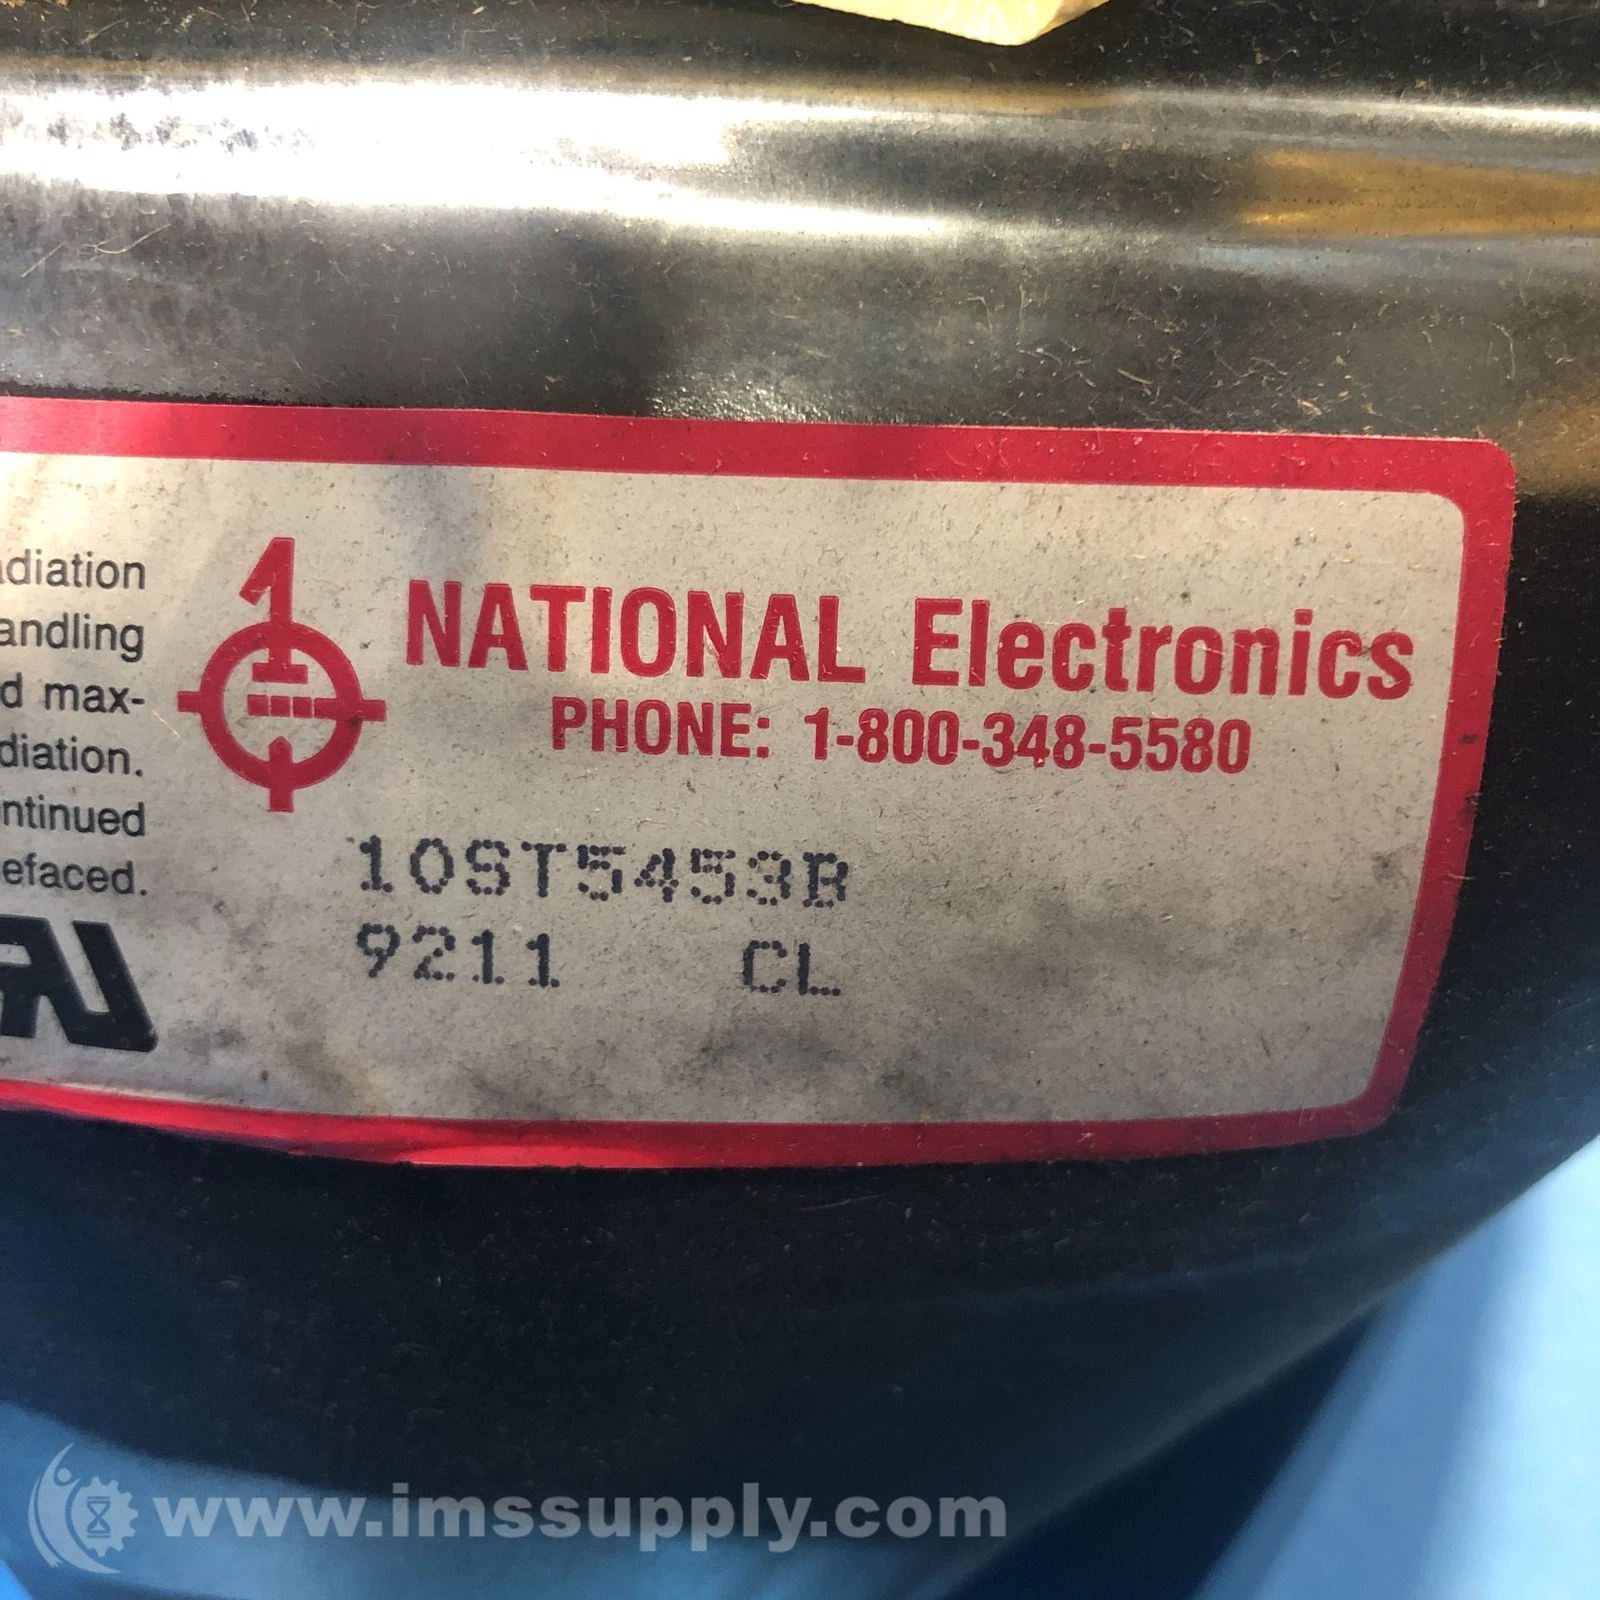 adiation
andling
d max-
diation.
ntinued
efaced.
NATIONAL Electronics
PHONE: 1-800-348-5580
10ST5453B
9211 CL
www.imssupply.com